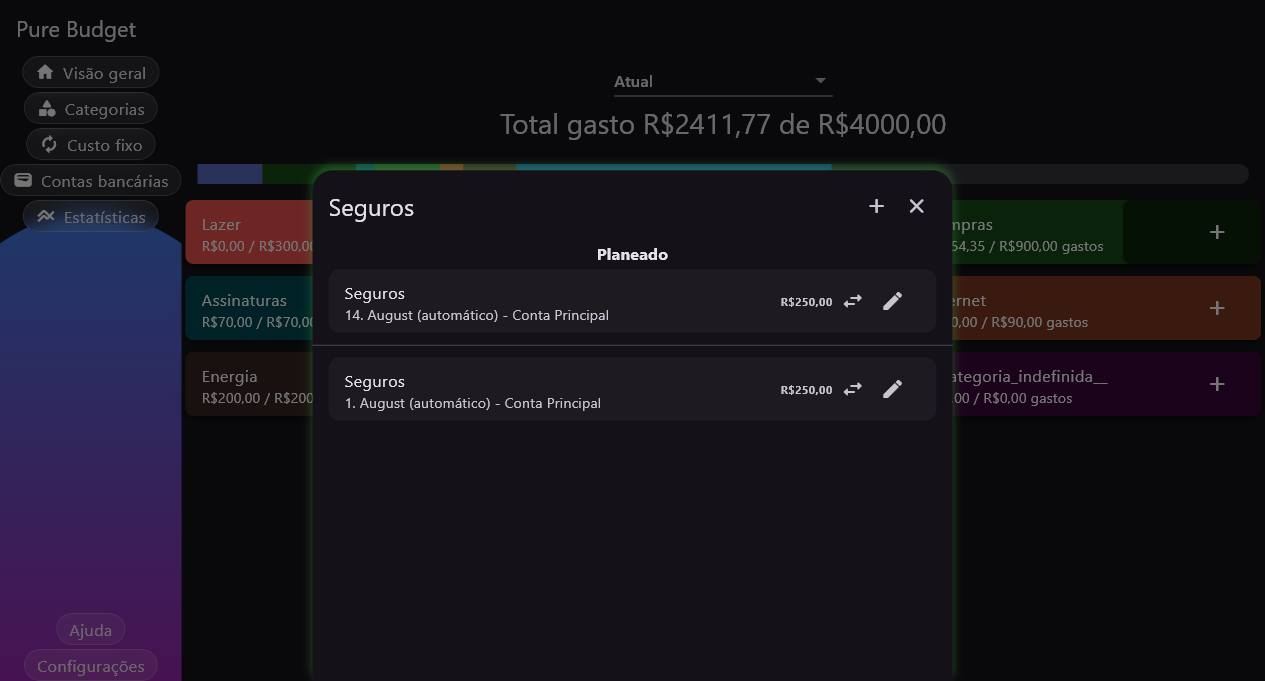 Pure Budget
Visão geral
Categorias
Custo fixo
Contas bancárias
Estatísticas
Ajuda
Configurações
Atual
Total gasto R$2411,77 de R$4000,00
Lazer
R$0,00 / R$300,00
Assinaturas
R$70,00 / R$70,00
Energia
R$200,00 / R$200
Seguros
Planeado
Seguros
14. August (automático) - Conta Principal
R$250,00
Seguros
1. August (automático) - Conta Principal
R$250,00
mpras
54,35 / R$900,00 gastos
ernet
0,00 / R$90,00 gastos
ategoria_indefinida__
,00 / R$0,00 gastos